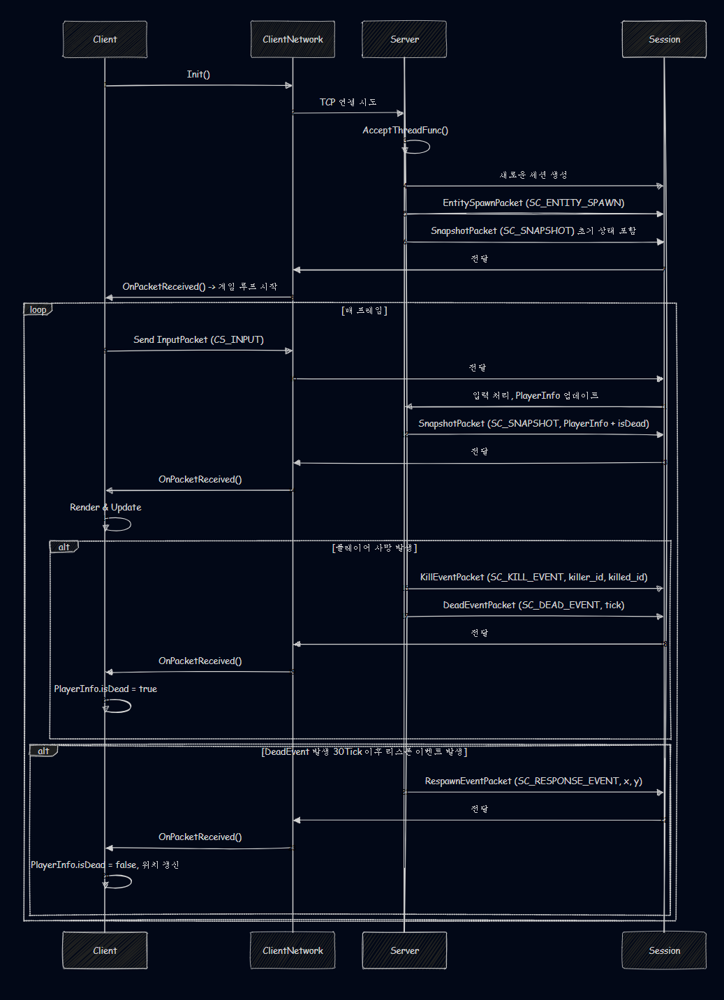 Client
ClientNetwork
Server
Session
Init()
TCP 연결 시도
AcceptThreadFunc()
새로운 세션 생성
EntitySpawnPacket (SC_ENTITY_SPAWN)
SnapshotPacket (SC_SNAPSHOT) 초기 상태 포함
전달
OnPacketReceived() -> 게임 루프 시작
loop
[매 프레임]
Send InputPacket (CS_INPUT)
전달
입력 처리, PlayerInfo 업데이트
SnapshotPacket (SC_SNAPSHOT, PlayerInfo + isDead)
전달
OnPacketReceived()
Render & Update
alt
[플레이어 사망 발생]
KillEventPacket (SC_KILL_EVENT, killer_id, killed_id)
DeadEventPacket (SC_DEAD_EVENT, tick)
전달
OnPacketReceived()
PlayerInfo.isDead = true
alt
[DeadEvent 발생 30Tick 이후 리스폰 이벤트 발생]
RespawnEventPacket (SC_RESPONSE_EVENT, x, y)
전달
OnPacketReceived()
PlayerInfo.isDead = false, 위치 갱신
Client
ClientNetwork
Server
Session